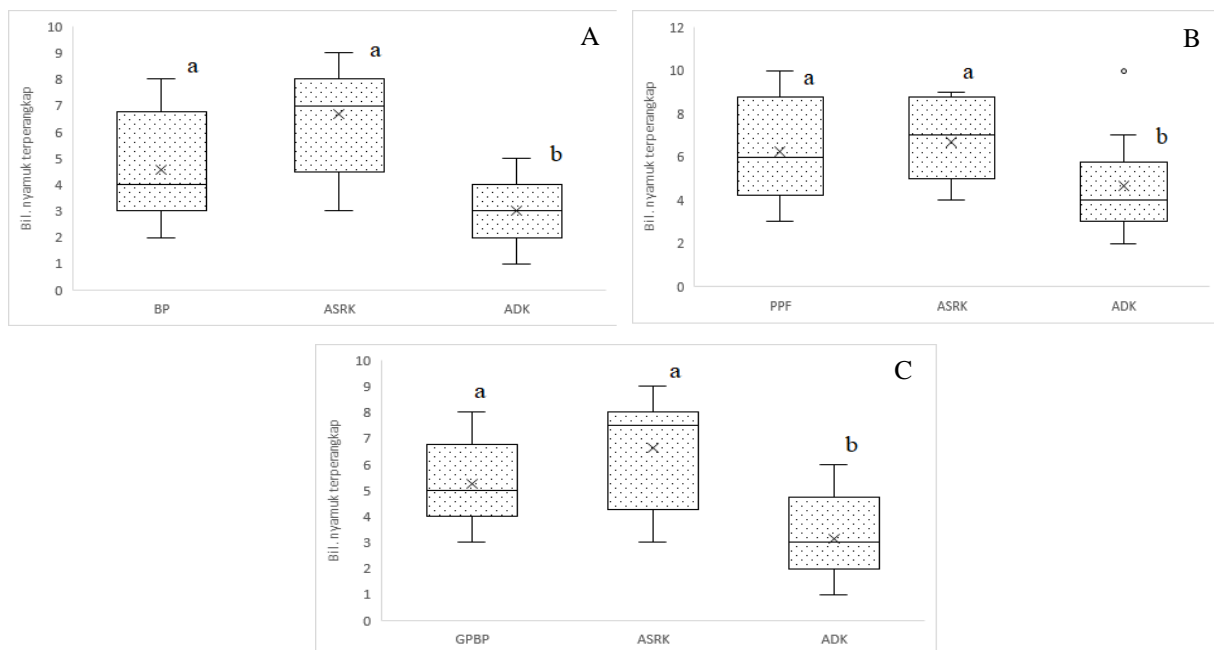 A
Bil. nyamuk terperangkap
10
9
8
7
6
5
4
3
2
1
0
a
a
b
BP ASRK ADK
B
Bil. nyamuk terperangkap
12
10
8
6
4
2
0
a
a
b
PPF ASRK ADK
C
Bil. nyamuk terperangkap
10
9
8
7
6
5
4
3
2
1
0
a
a
b
GPBP ASRK ADK